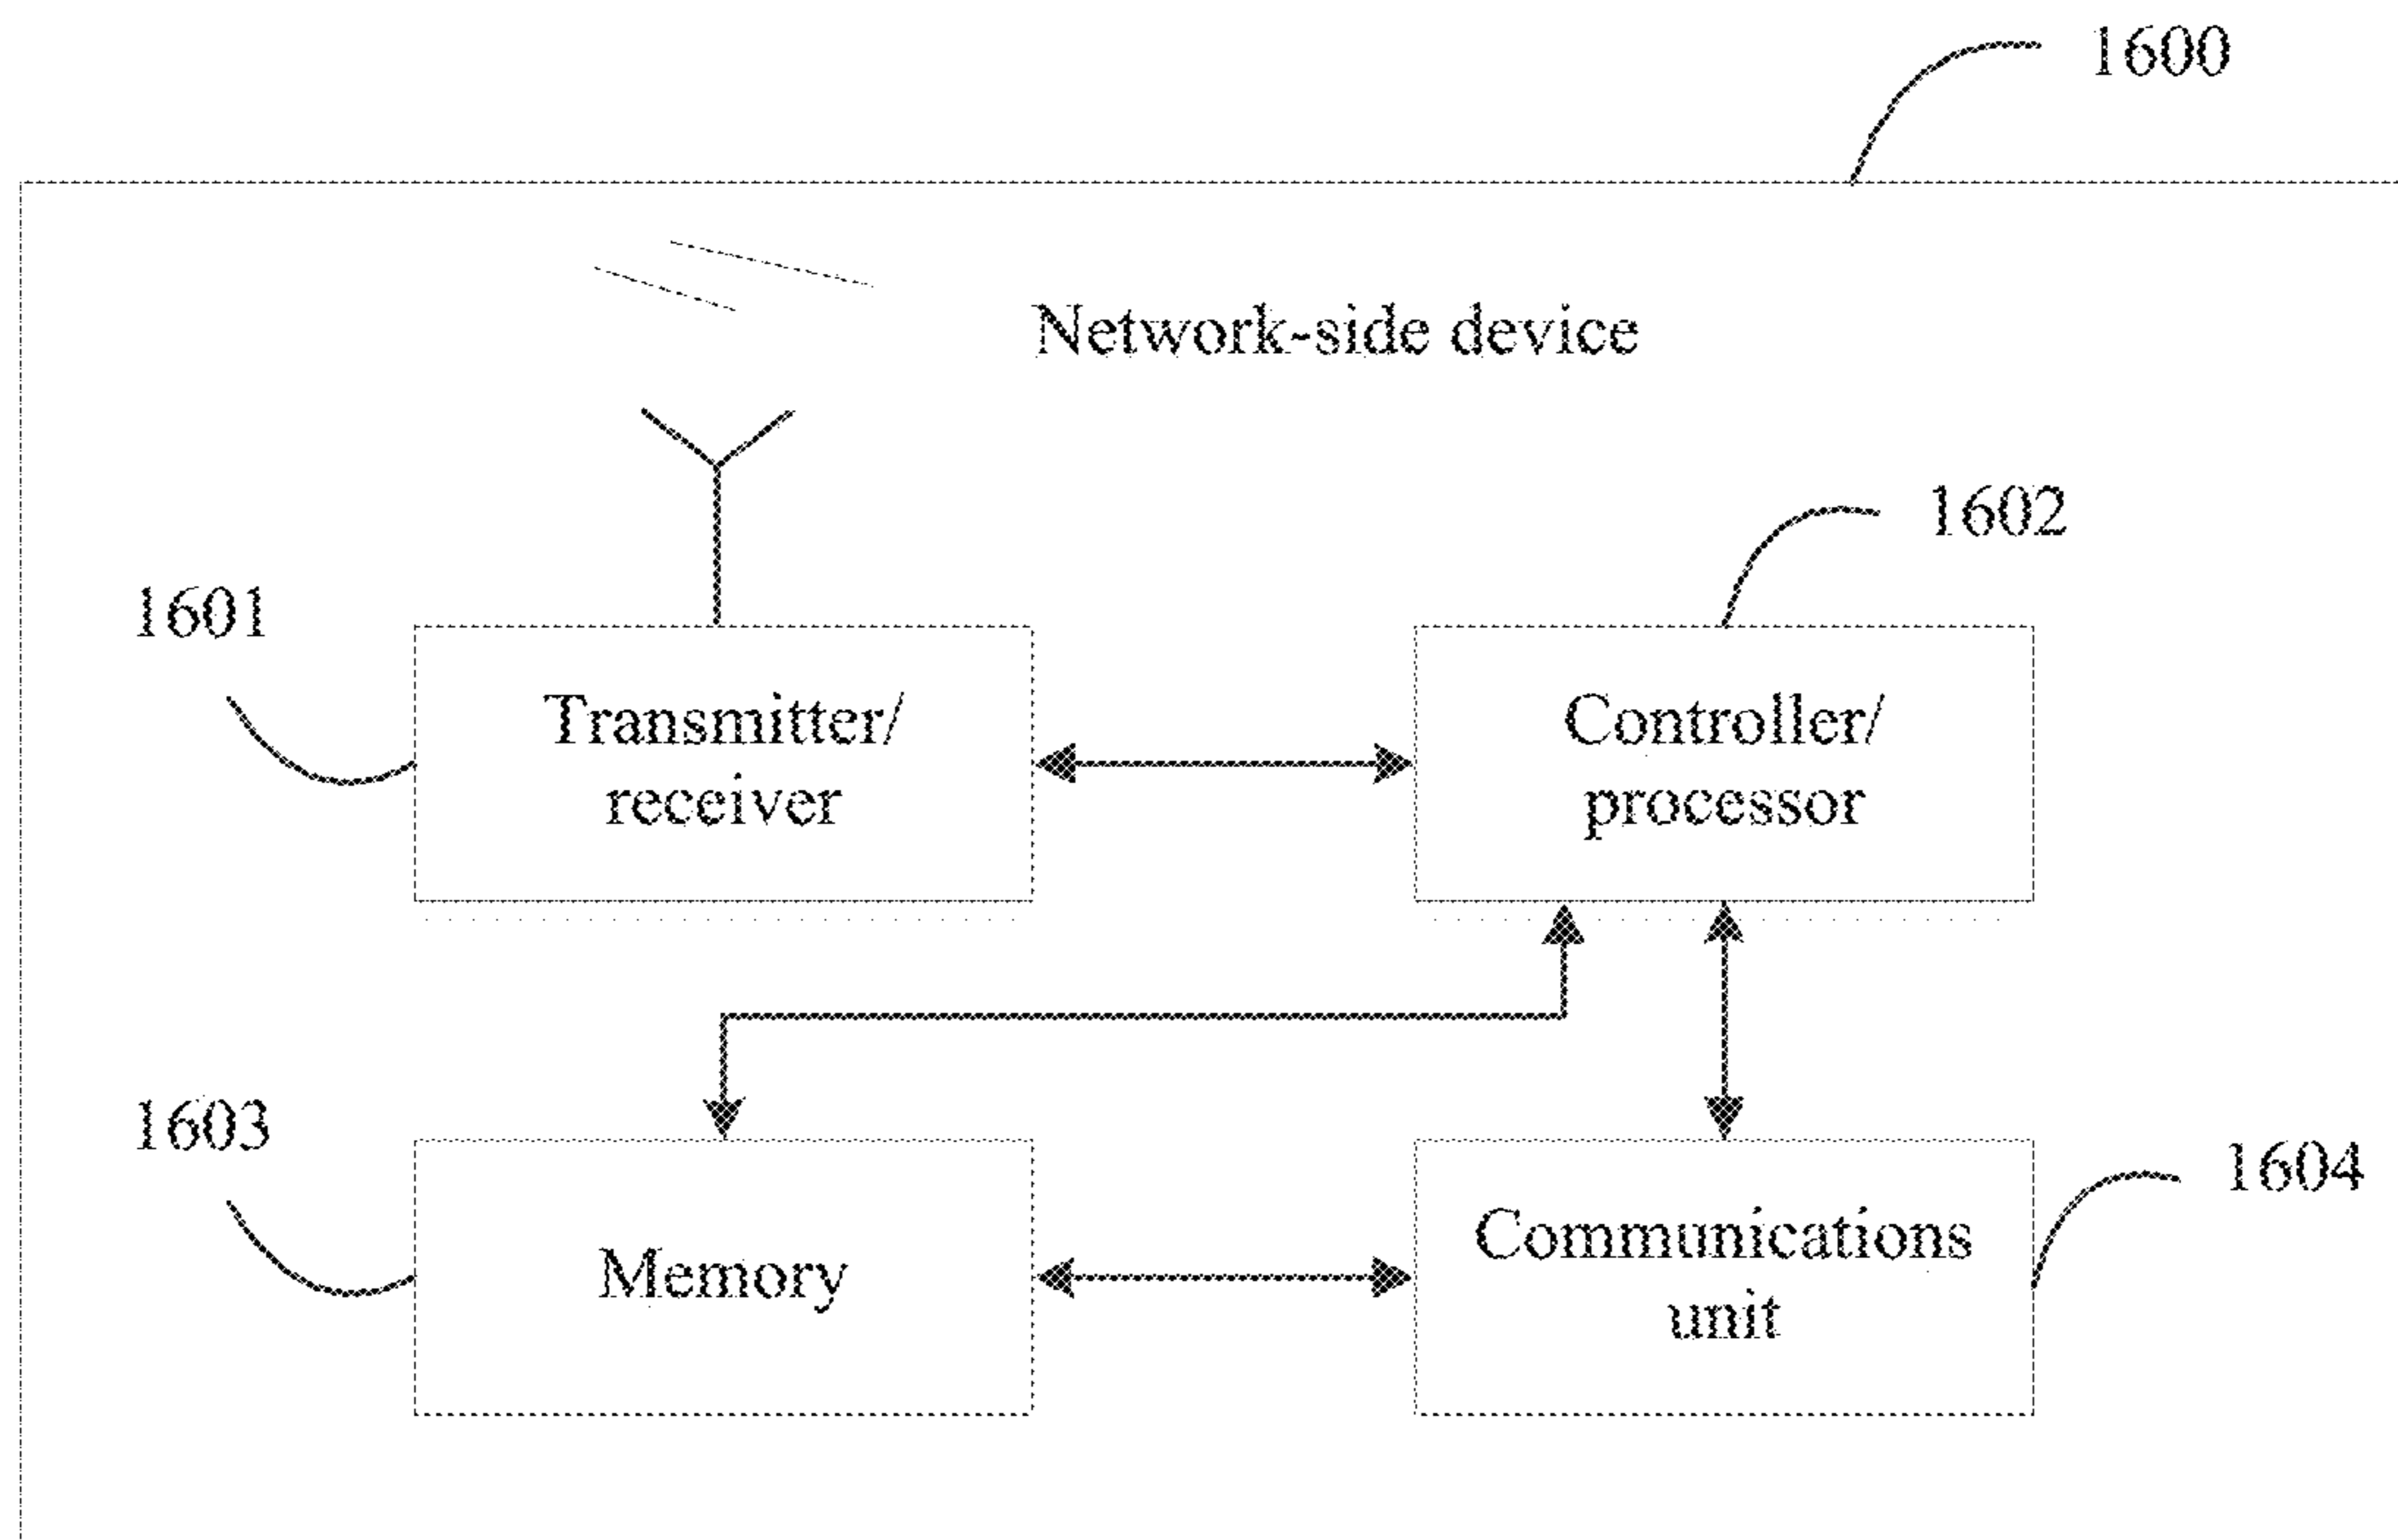 1600
Network-side device
1602
1601
Transmitter/
receiver
Controller/
processor
1603
1604
Memory
Communications
unit